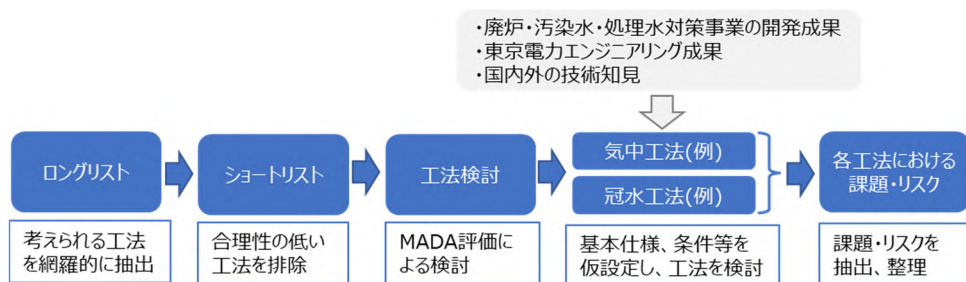 ・廃炉・汚染水・処理水対策事業の開発成果
・東京電力エンジニアリング成果
・国内外の技術知見
ロングリスト
ショートリスト
工法検討
気中工法(例)
冠水工法(例)
各工法における
課題・リスク
考えられる工法
を網羅的に抽出
合理性の低い
工法を排除
MADA評価に
よる検討
基本仕様、条件等を
仮設定し、工法を検討
課題・リスクを
抽出、整理